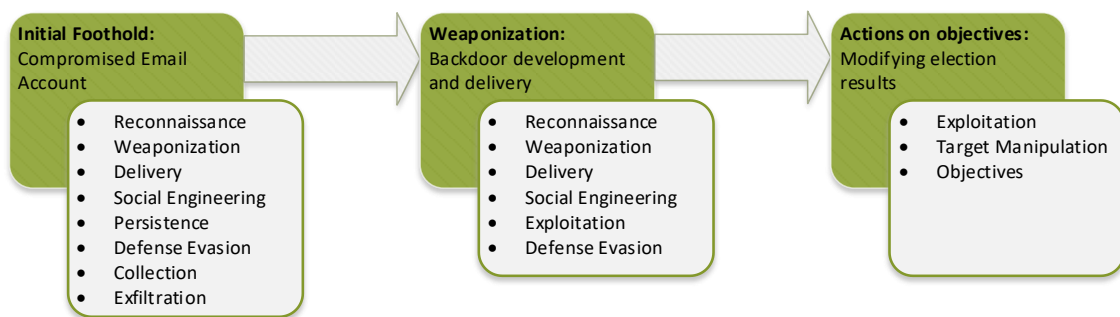 Initial Foothold:
Compromised Email
Account
• Reconnaissance
• Weaponization
• Delivery
• Social Engineering
• Persistence
• Defense Evasion
• Collection
• Exfiltration
Weaponization:
Backdoor development
and delivery
• Reconnaissance
• Weaponization
• Delivery
• Social Engineering
• Exploitation
• Defense Evasion
Actions on objectives:
Modifying election
results
• Exploitation
• Target Manipulation
• Objectives